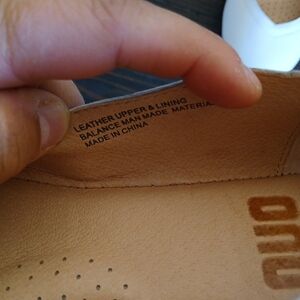 LEATHER UPPER & LINING
BALANCE MAN MADE MATERIA
MADE IN CHINA